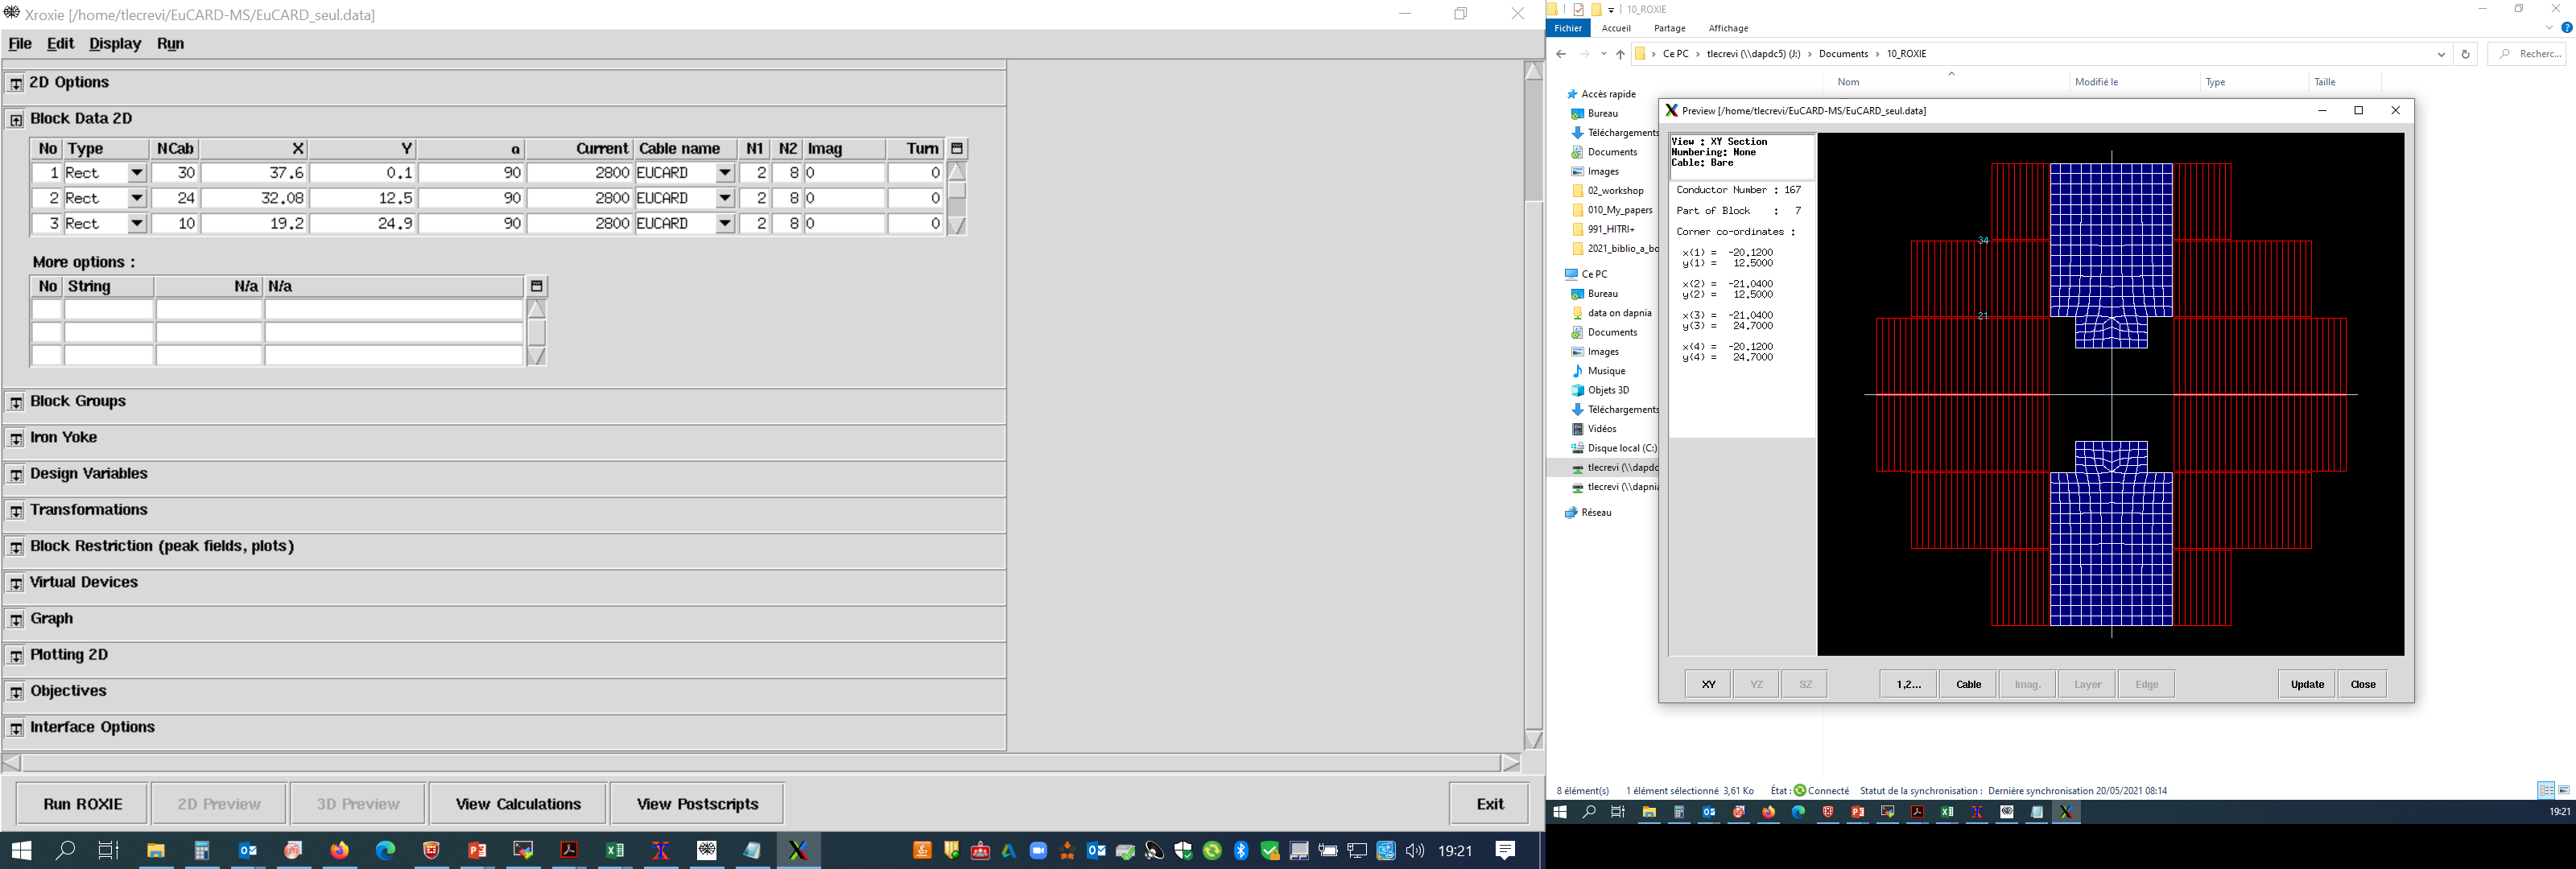 Xroxie [/home/tlecrevi/EuCARD-MS/EuCARD_seul.data]
File Edit Display Run
2D Options
Block Data 2D
No Type NCab X Y α Current Cable name N1 N2 Imag Turn
1 Rect 30 37.6 0.1 90 2800 EUCARD 2 8 0 0
2 Rect 24 32.08 12.5 90 2800 EUCARD 2 8 0 0
3 Rect 10 19.2 24.9 90 2800 EUCARD 2 8 0 0
More options :
No String N/a N/a
Block Groups
Iron Yoke
Design Variables
Transformations
Block Restriction (peak fields, plots)
Virtual Devices
Graph
Plotting 2D
Objectives
Interface Options
Run ROXIE 2D Preview 3D Preview View Calculations View Postscripts Exit
19:21
10_ROXIE
Fichier Accueil Partage Affichage
Ce PC › tlecrevi (\\dapdc5) (J:) › Documents › 10_ROXIE
Recherc...
Nom Modifié le Type Taille
Accès rapide
Bureau
Téléchargements
Documents
Images
02_workshop
010_My_papers
991_HITRI+
2021_biblio_a_bo
Ce PC
Bureau
data on dapnia
Documents
Images
Musique
Objets 3D
Téléchargements
Vidéos
Disque local (C:)
tlecrevi (\\dapdc
tlecrevi (\\dapnia
Réseau
Preview [/home/tlecrevi/EuCARD-MS/EuCARD_seul.data]
View : XY Section
Numbering: None
Cable: Bare
Conductor Number : 167
Part of Block : 7
Corner co-ordinates :
x(1) = -20.1200
y(1) = 12.5000
x(2) = -21.0400
y(2) = 12.5000
x(3) = -21.0400
y(3) = 24.7000
x(4) = -20.1200
y(4) = 24.7000
34
21
XY YZ SZ 1,2... Cable Imag. Layer Edge Update Close
8 élément(s) 1 élément sélectionné 3,61 Ko État : Connecté Statut de la synchronisation : Dernière synchronisation 20/05/2021 08:14
19:21